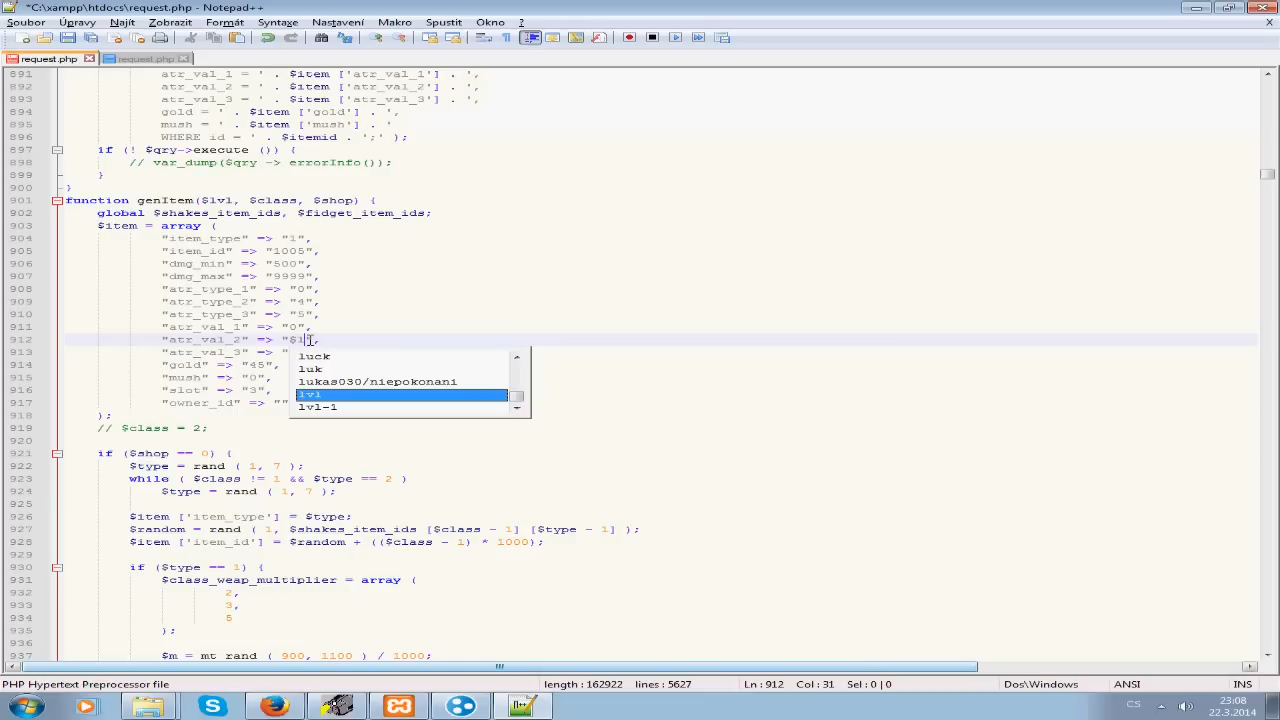 *C:\xampp\htdocs\request.php - Notepad++
Soubor Úpravy Najít Zobrazit Formát Syntaxe Nastavení Makro Spustit Okno ?
request.php request.php
891 atr_val_1 = ' . $item ['atr_val_1'] . ',
892 atr_val_2 = ' . $item ['atr_val_2'] . ',
893 atr_val_3 = ' . $item ['atr_val_3'] . ',
894 gold = ' . $item ['gold'] . ',
895 mush = ' . $item ['mush'] . '
896 WHERE id = ' . $itemid . ';' );
897 if (! $qry->execute ()) {
898 // var_dump($qry -> errorInfo());
899 }
900 }
901 function genItem($lvl, $class, $shop) {
902 global $shakes_item_ids, $fidget_item_ids;
903 $item = array (
904 "item_type" => "1",
905 "item_id" => "1005",
906 "dmg_min" => "500",
907 "dmg_max" => "9999",
908 "atr_type_1" => "0",
909 "atr_type_2" => "4",
910 "atr_type_3" => "5",
911 "atr_val_1" => "0",
912 "atr_val_2" => "$l",
913 "atr_val_3" => "
914 "gold" => "45",
915 "mush" => "0",
916 "slot" => "3",
917 "owner_id" => ""
luck
luk
lukas030/niepokonani
lvl
lvl-1
918 );
919 // $class = 2;
920
921 if ($shop == 0) {
922 $type = rand ( 1, 7 );
923 while ( $class != 1 && $type == 2 )
924 $type = rand ( 1, 7 );
925
926 $item ['item_type'] = $type;
927 $random = rand ( 1, $shakes_item_ids [$class - 1] [$type - 1] );
928 $item ['item_id'] = $random + (($class - 1) * 1000);
929
930 if ($type == 1) {
931 $class_weap_multiplier = array (
932 2,
933 3,
934 5
935 );
936
937 $m = mt_rand ( 900, 1100 ) / 1000;
PHP Hypertext Preprocessor file length : 162922 lines : 5627 Ln : 912 Col : 31 Sel : 0 | 0 Dos\Windows ANSI INS
CS 23:08
22.3.2014